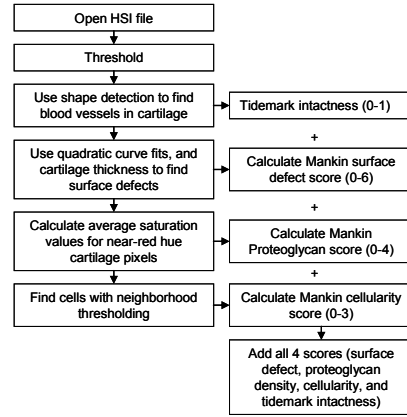 Open HSI file
Threshold
Use shape detection to find
blood vessels in cartilage
Tidemark intactness (0-1)
+
Use quadratic curve fits, and
cartilage thickness to find
surface defects
Calculate Mankin surface
defect score (0-6)
+
Calculate average saturation
values for near-red hue
cartilage pixels
Calculate Mankin
Proteoglycan score (0-4)
+
Find cells with neighborhood
thresholding
Calculate Mankin cellularity
score (0-3)
Add all 4 scores (surface
defect, proteoglycan
density, cellularity, and
tidemark intactness)